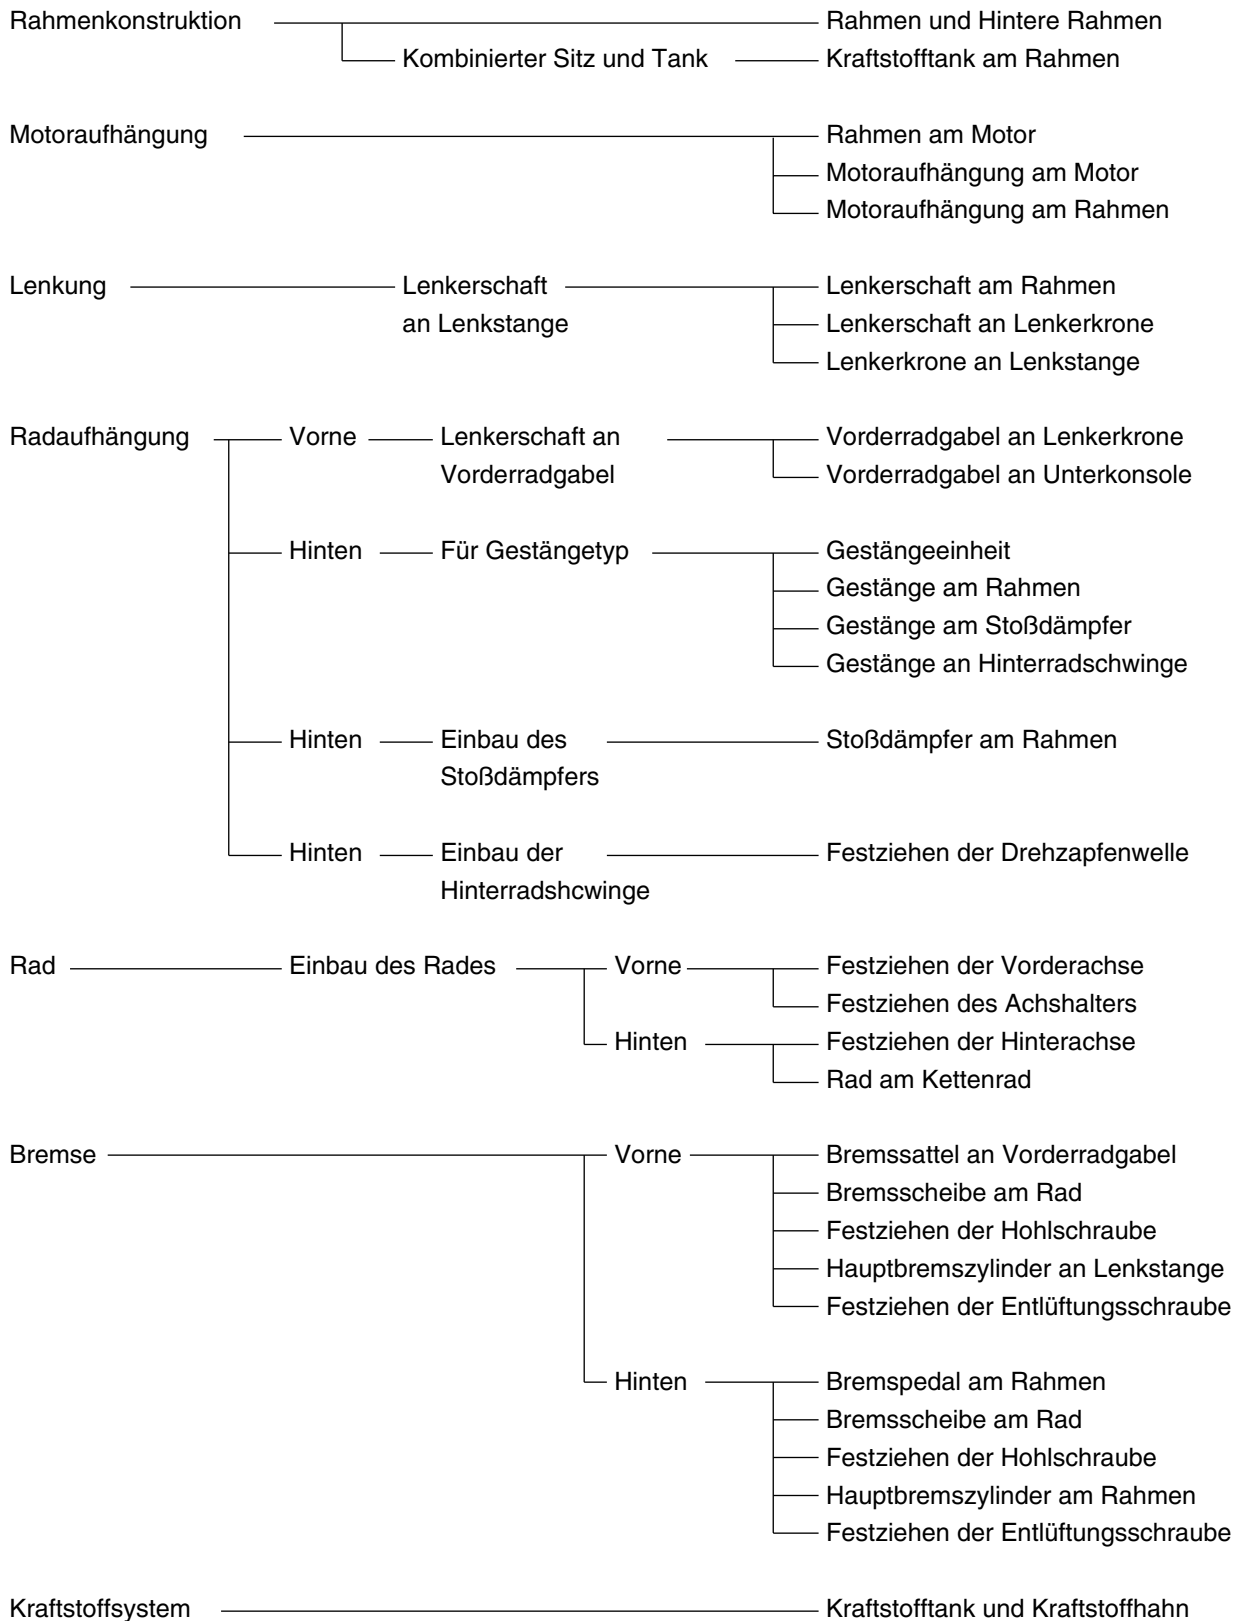 Rahmenkonstruktion Rahmen und Hintere Rahmen
Kombinierter Sitz und Tank Kraftstofftank am Rahmen
Motoraufhängung Rahmen am Motor
Motoraufhängung am Motor
Motoraufhängung am Rahmen
Lenkung Lenkerschaft Lenkerschaft am Rahmen
an Lenkstange Lenkerschaft an Lenkerkrone
Lenkerkrone an Lenkstange
Radaufhängung Vorne Lenkerschaft an Vorderradgabel an Lenkerkrone
Vorderradgabel Vorderradgabel an Unterkonsole
Hinten Für Gestängetyp Gestängeeinheit
Gestänge am Rahmen
Gestänge am Stoßdämpfer
Gestänge an Hinterradschwinge
Hinten Einbau des Stoßdämpfer am Rahmen
Stoßdämpfers
Hinten Einbau der Festziehen der Drehzapfenwelle
Hinterradshcwinge
Rad Einbau des Rades Vorne Festziehen der Vorderachse
Festziehen des Achshalters
Hinten Festziehen der Hinterachse
Rad am Kettenrad
Bremse Vorne Bremssattel an Vorderradgabel
Bremsscheibe am Rad
Festziehen der Hohlschraube
Hauptbremszylinder an Lenkstange
Festziehen der Entlüftungsschraube
Hinten Bremspedal am Rahmen
Bremsscheibe am Rad
Festziehen der Hohlschraube
Hauptbremszylinder am Rahmen
Festziehen der Entlüftungsschraube
Kraftstoffsystem Kraftstofftank und Kraftstoffhahn